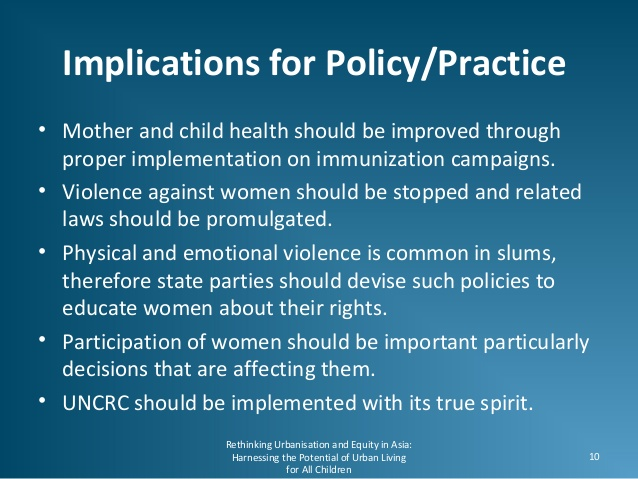 Implications for Policy/Practice
• Mother and child health should be improved through
proper implementation on immunization campaigns.
• Violence against women should be stopped and related
laws should be promulgated.
• Physical and emotional violence is common in slums,
therefore state parties should devise such policies to
educate women about their rights.
• Participation of women should be important particularly
decisions that are affecting them.
• UNCRC should be implemented with its true spirit.
Rethinking Urbanisation and Equity in Asia:
Harnessing the Potential of Urban Living
for All Children
10